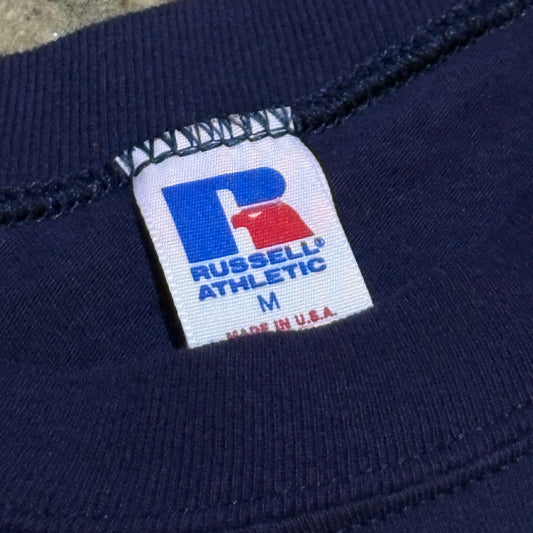 R
RUSSELL®
ATHLETIC
M
MADE IN U.S.A.